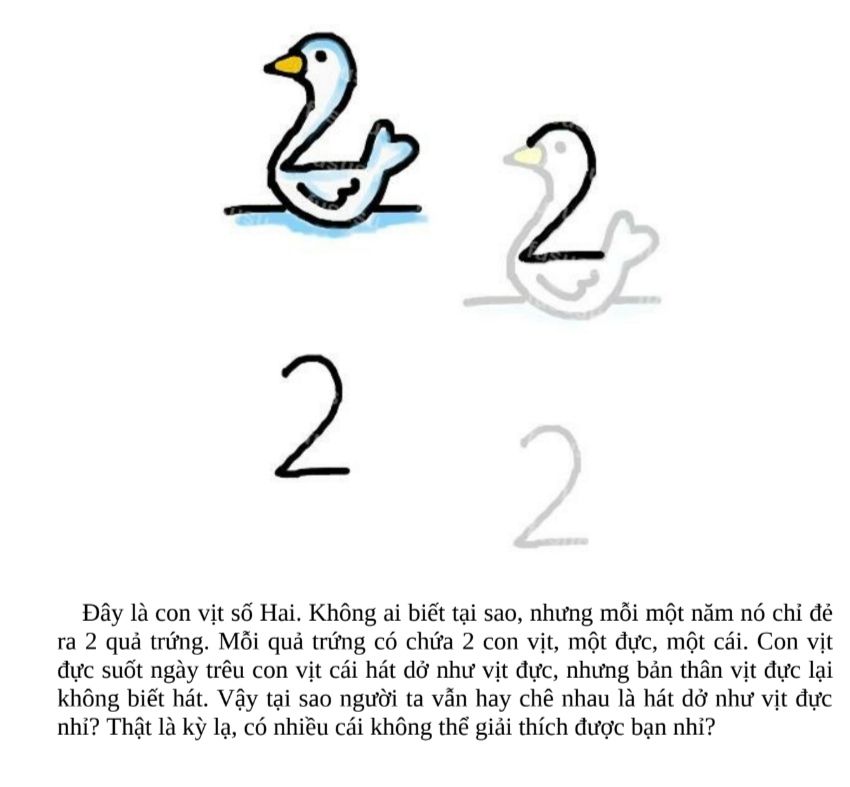 2
2
2
Đây là con vịt số Hai. Không ai biết tại sao, nhưng mỗi một năm nó chỉ đẻ
ra 2 quả trứng. Mỗi quả trứng có chứa 2 con vịt, một đực, một cái. Con vịt
đực suốt ngày trêu con vịt cái hát dở như vịt đực, nhưng bản thân vịt đực lại
không biết hát. Vậy tại sao người ta vẫn hay chê nhau là hát dở như vịt đực
nhỉ? Thật là kỳ lạ, có nhiều cái không thể giải thích được bạn nhỉ?